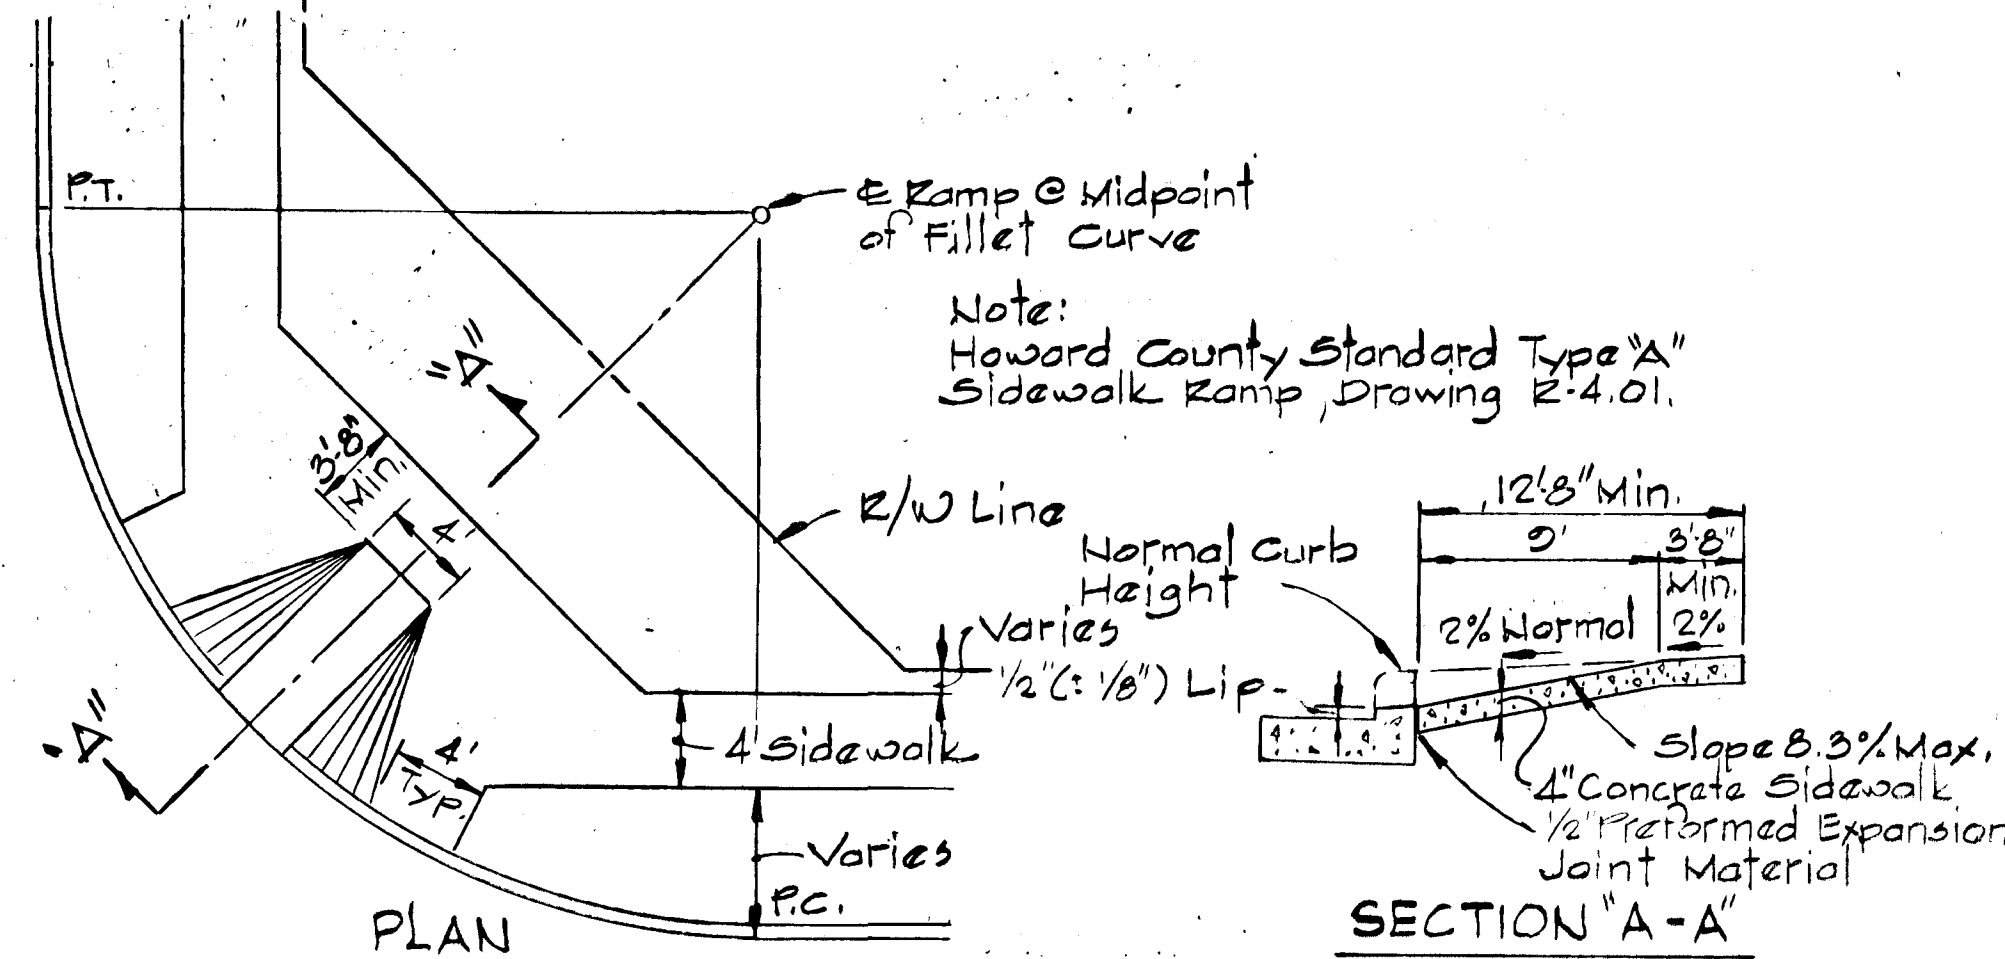 P.T.
℄ Ramp @ Midpoint
of Fillet Curve
Note:
Howard County Standard Type "A"
Sidewalk Ramp, Drawing R-4.01.
"A"
3'-8"
Min.
4'
R/W Line
Varies
4' Sidewalk
"A"
4'
Typ.
Varies
P.C.
PLAN
12'-8" Min.
9'
3'-8"
Min.
Normal Curb
Height
2% Normal
2%
1/2" (± 1/8") Lip
Slope 8.3% Max.
4" Concrete Sidewalk
1/2" Preformed Expansion
Joint Material
SECTION "A-A"